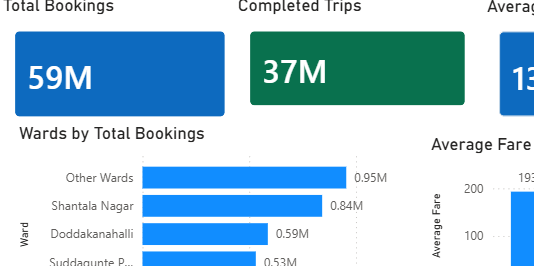 Total Bookings
Completed Trips
59M
37M
Wards by Total Bookings
Other Wards 0.95M
Shantala Nagar 0.84M
Doddakanahalli 0.59M
Suddagunte P... 0.53M
Ward
Average Fare
Average Fare
200
100